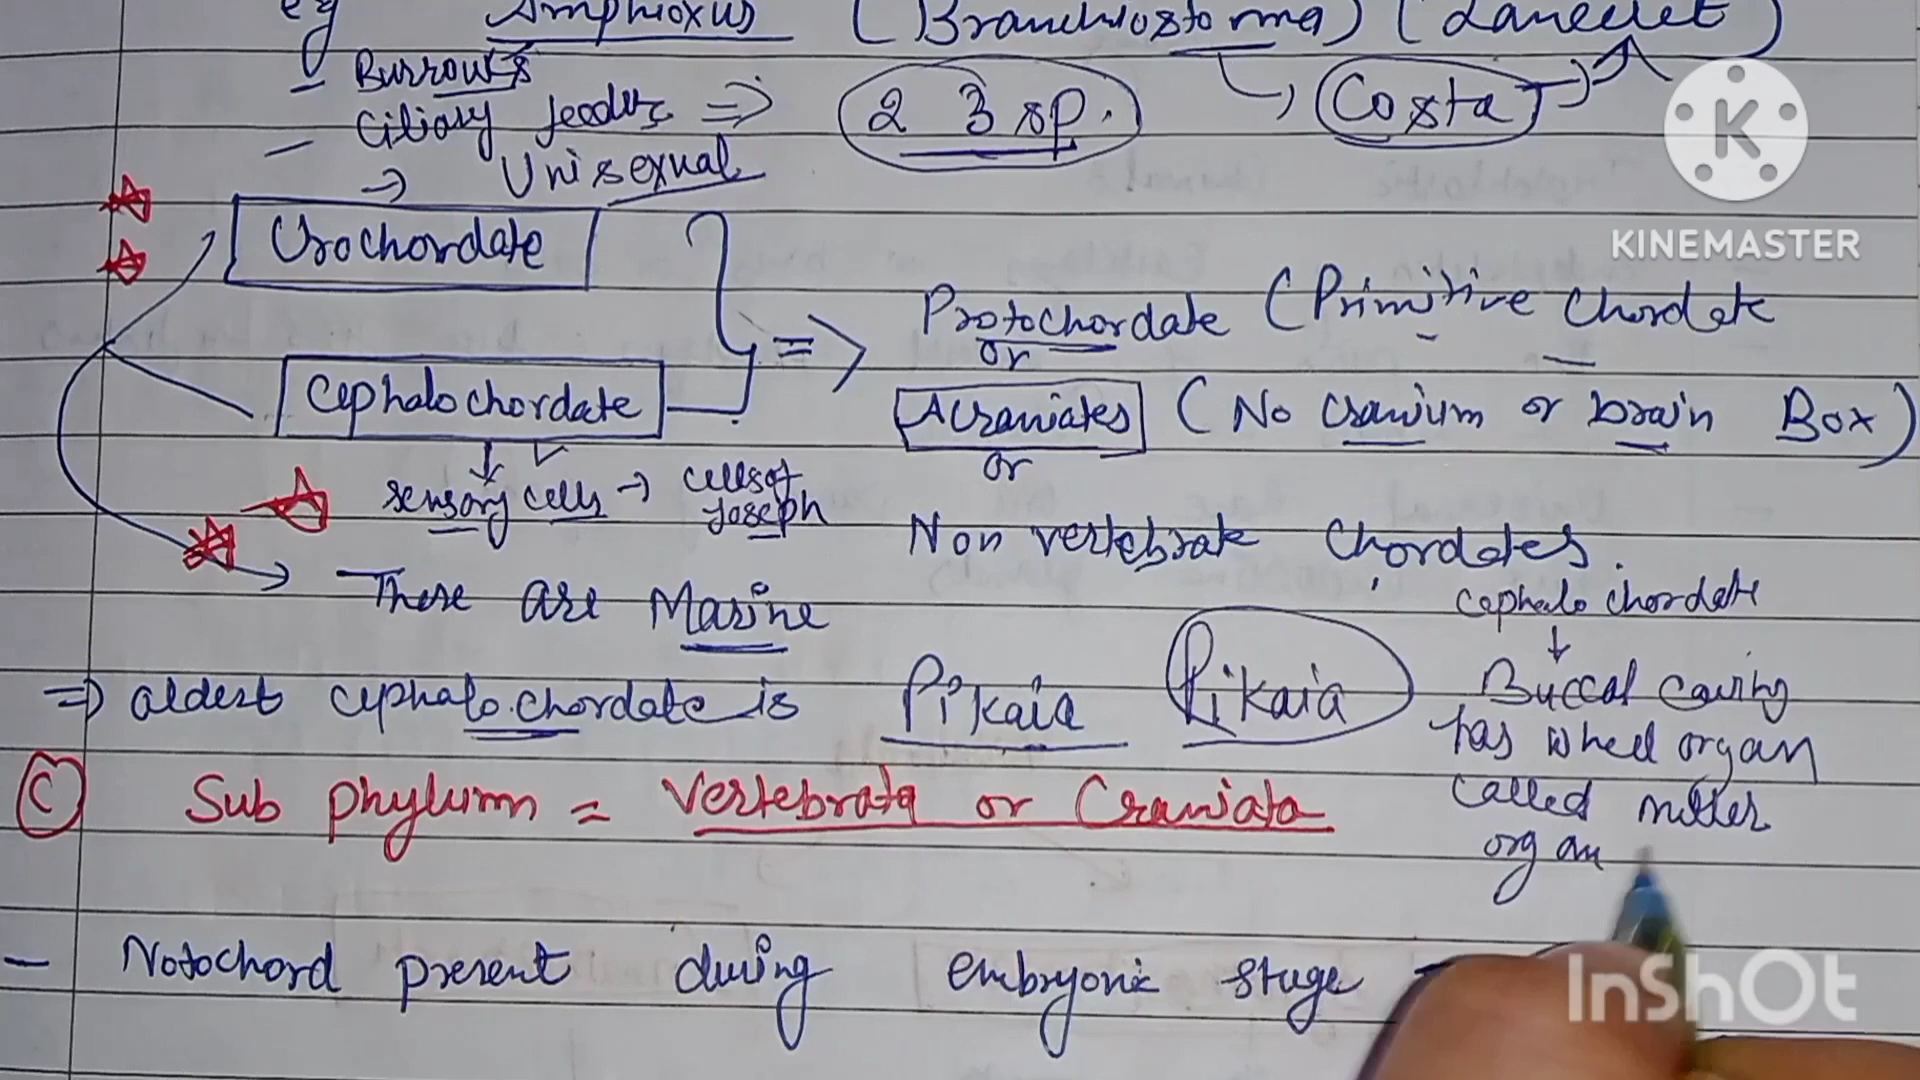 eg Amphioxus (Branchiostoma) (Lancelet)
- Burrows
- Ciliary feeders => 2 3 sp. -> Costa
-> Unisexual
K
KINEMASTER
Urochordate
Protochordate (Primitive Chordate
or
Cephalochordate => Acraniates (No cranium or brain Box)
or
sensory cells -> cells of
Joseph
Non vertebrate Chordates.
-> These are Marine
=> oldest cephalo.chordate is Pikaia Pikaia
cephalo chordate
↓
Buccal caving
has wheel organ
called muller
organ
C Sub phylum = Vertebrata or Craniata
- Notochord present during embryonic stage
InShOt